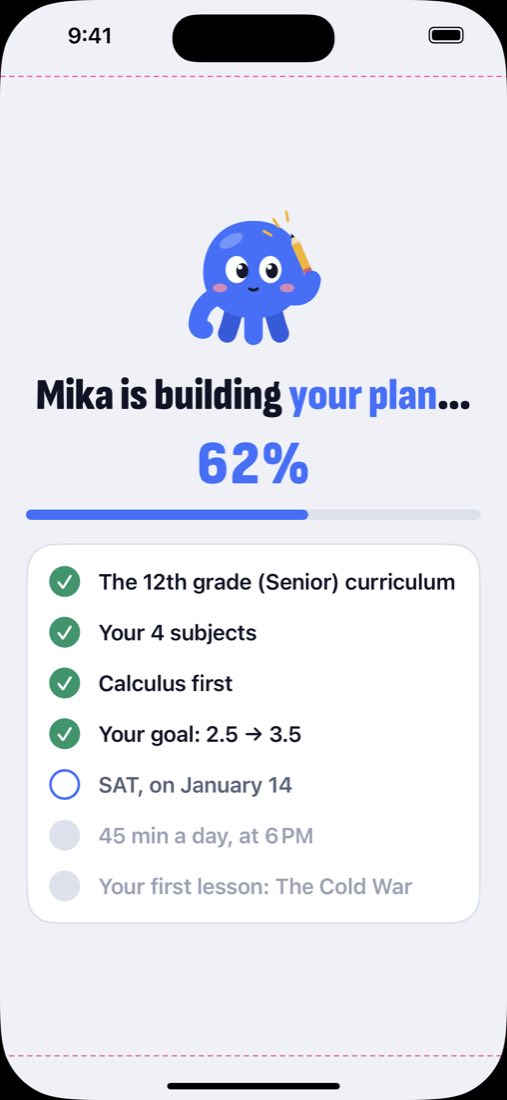 9:41
Mika is building your plan...
62%
The 12th grade (Senior) curriculum
Your 4 subjects
Calculus first
Your goal: 2.5 → 3.5
SAT, on January 14
45 min a day, at 6 PM
Your first lesson: The Cold War